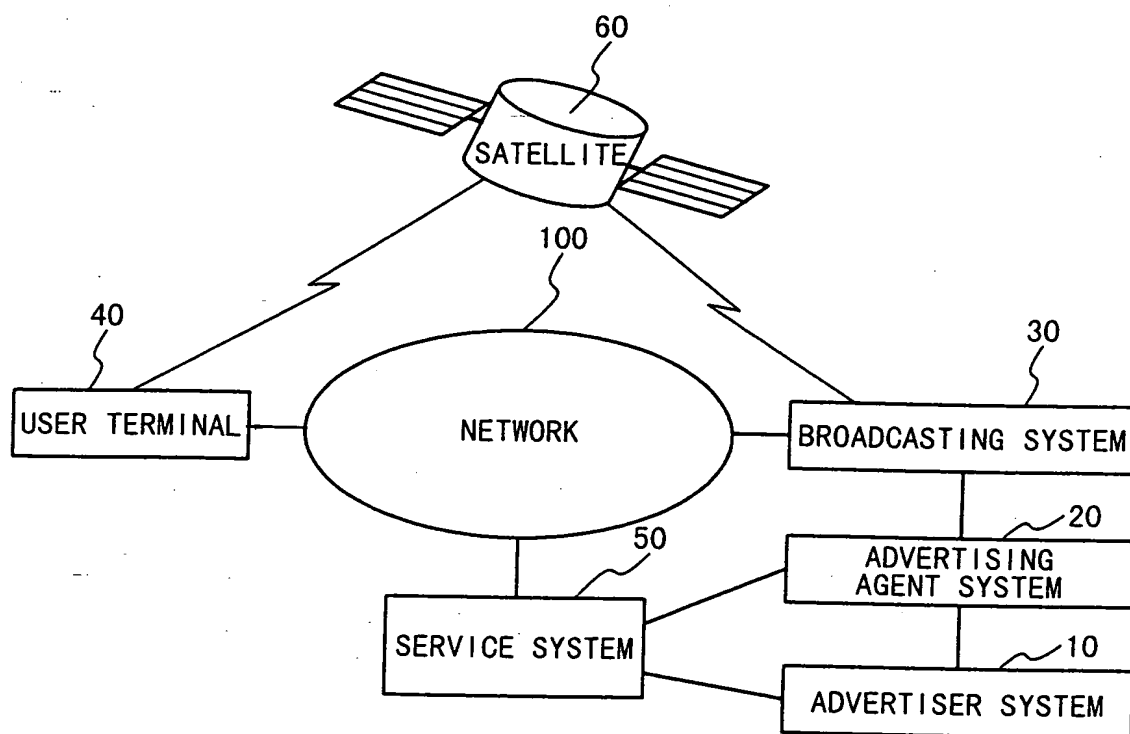 60
SATELLITE
100
40
30
USER TERMINAL
NETWORK
BROADCASTING SYSTEM
50
20
ADVERTISING
AGENT SYSTEM
SERVICE SYSTEM
10
ADVERTISER SYSTEM